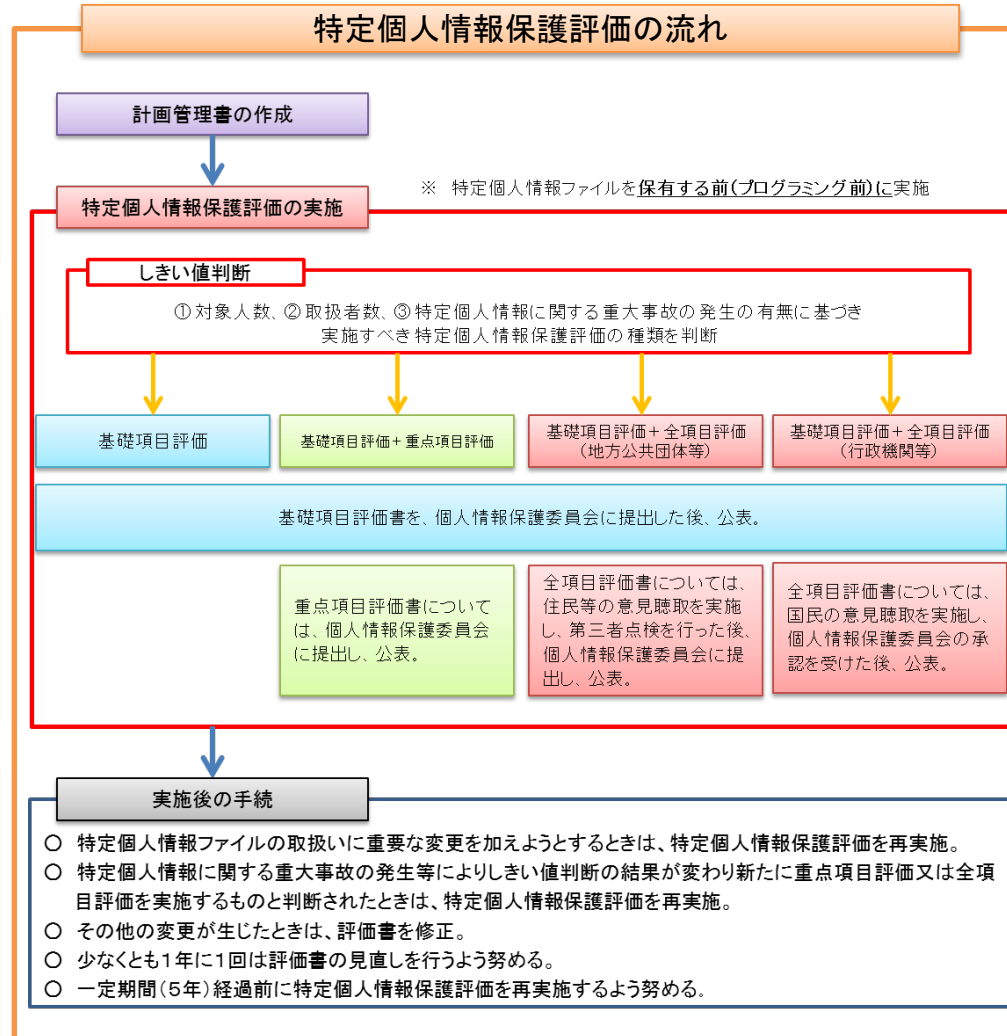 特定個人情報保護評価の流れ
計画管理書の作成
※ 特定個人情報ファイルを保有する前(プログラミング前)に実施
特定個人情報保護評価の実施
しきい値判断
①対象人数、②取扱者数、③特定個人情報に関する重大事故の発生の有無に基づき
実施すべき特定個人情報保護評価の種類を判断
基礎項目評価
基礎項目評価+重点項目評価
基礎項目評価+全項目評価
(地方公共団体等)
基礎項目評価+全項目評価
(行政機関等)
基礎項目評価書を、個人情報保護委員会に提出した後、公表。
重点項目評価書について
は、個人情報保護委員会
に提出し、公表。
全項目評価書については、
住民等の意見聴取を実施
し、第三者点検を行った後、
個人情報保護委員会に提
出し、公表。
全項目評価書については、
国民の意見聴取を実施し、
個人情報保護委員会の承
認を受けた後、公表。
実施後の手続
○ 特定個人情報ファイルの取扱いに重要な変更を加えようとするときは、特定個人情報保護評価を再実施。
○ 特定個人情報に関する重大事故の発生等によりしきい値判断の結果が変わり新たに重点項目評価又は全項
目評価を実施するものと判断されたときは、特定個人情報保護評価を再実施。
○ その他の変更が生じたときは、評価書を修正。
○ 少なくとも1年に1回は評価書の見直しを行うよう努める。
○ 一定期間(5年)経過前に特定個人情報保護評価を再実施するよう努める。